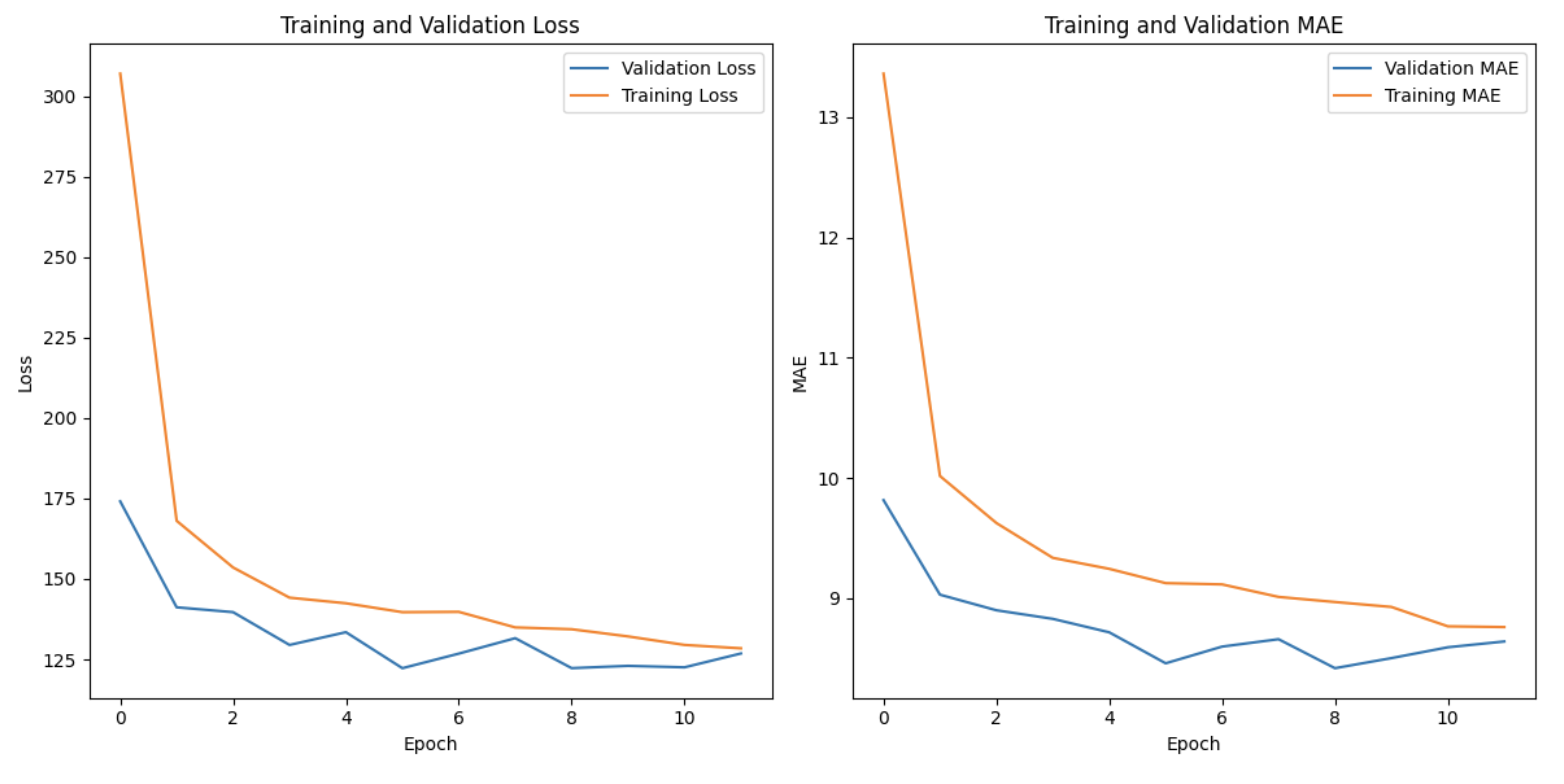 Training and Validation Loss
Validation Loss
Training Loss
300
275
250
225
200
175
150
125
Loss
0
2
4
6
8
10
Epoch
Training and Validation MAE
Validation MAE
Training MAE
13
12
11
10
9
MAE
0
2
4
6
8
10
Epoch